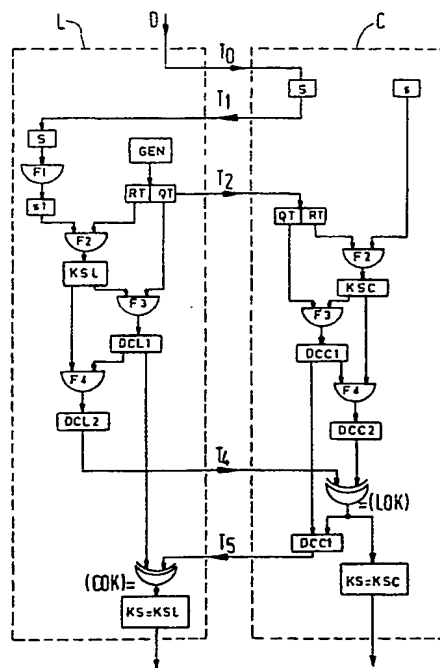 L
D
C
T0
S
s
T1
S
GEN
F1
T2
s1
RT QT
QT RT
F2
F2
KSL
KSC
F3
F3
DCL1
DCC1
F4
F4
DCL2
DCC2
T4
=(LOK)
T5
DCC1
(COK)=
KS=KSL
KS=KSC